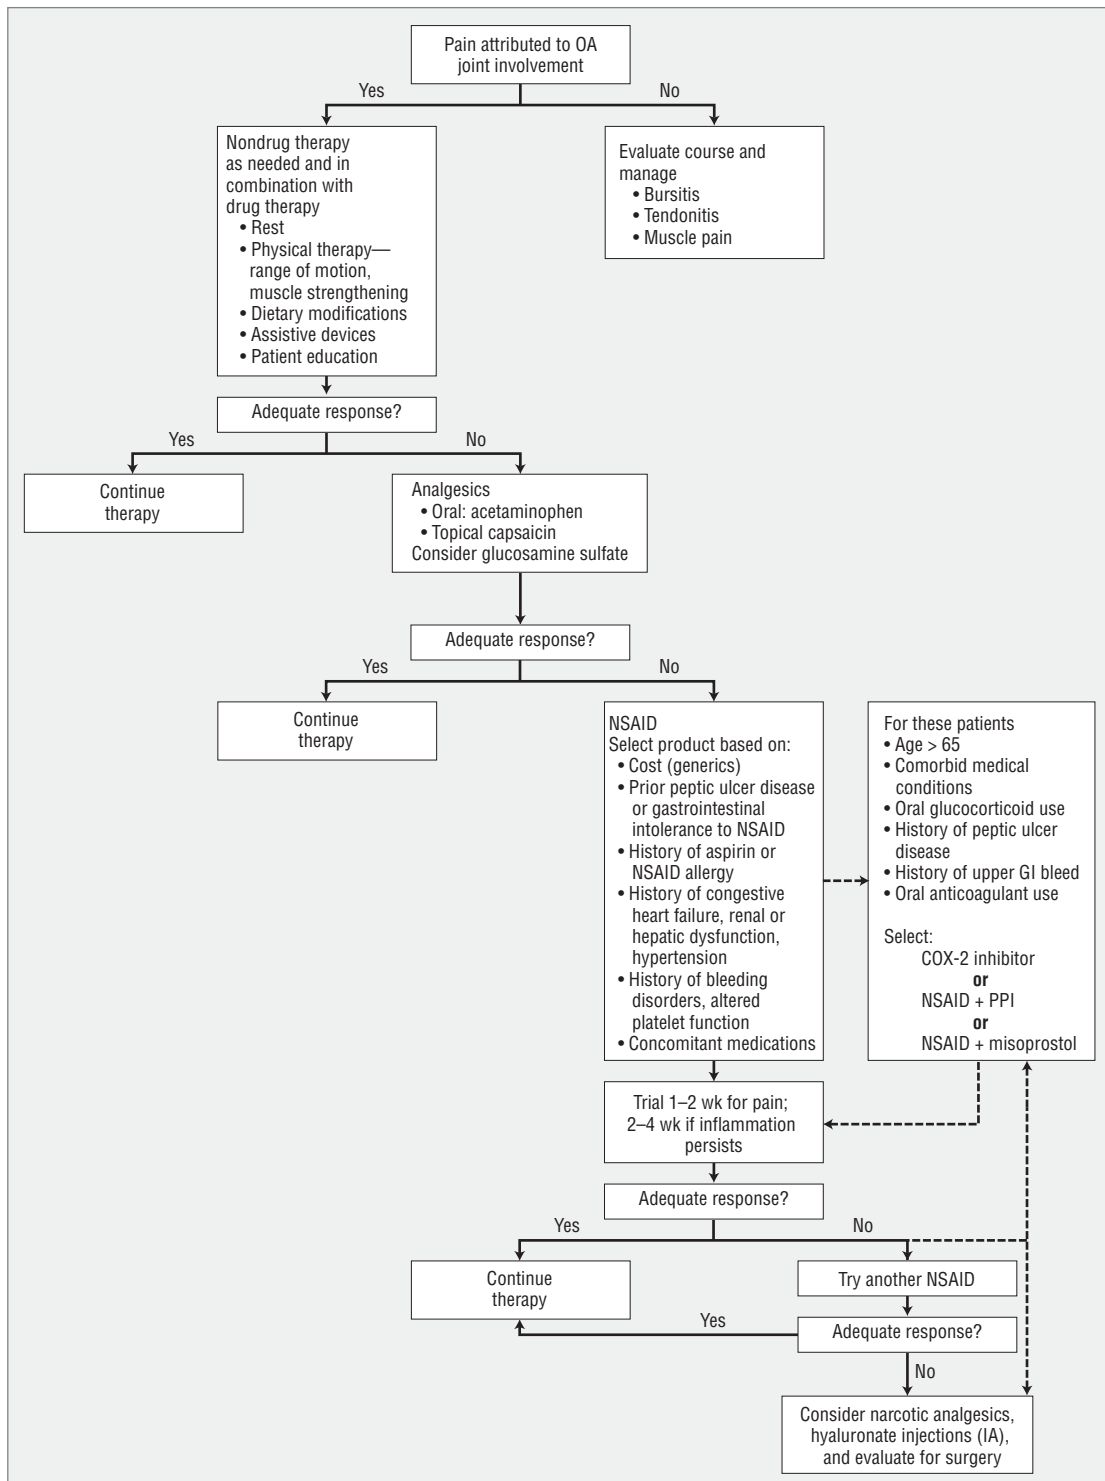 Pain attributed to OA
joint involvement
Yes
No
Nondrug therapy
as needed and in
combination with
drug therapy
• Rest
• Physical therapy—
range of motion,
muscle strengthening
• Dietary modifications
• Assistive devices
• Patient education
Evaluate course and
manage
• Bursitis
• Tendonitis
• Muscle pain
Adequate response?
Yes
No
Continue
therapy
Analgesics
• Oral: acetaminophen
• Topical capsaicin
Consider glucosamine sulfate
Adequate response?
Yes
No
Continue
therapy
NSAID
Select product based on:
• Cost (generics)
• Prior peptic ulcer disease
or gastrointestinal
intolerance to NSAID
• History of aspirin or
NSAID allergy
• History of congestive
heart failure, renal or
hepatic dysfunction,
hypertension
• History of bleeding
disorders, altered
platelet function
• Concomitant medications
For these patients
• Age > 65
• Comorbid medical
conditions
• Oral glucocorticoid use
• History of peptic ulcer
disease
• History of upper GI bleed
• Oral anticoagulant use
Select:
COX-2 inhibitor
or
NSAID + PPI
or
NSAID + misoprostol
Trial 1–2 wk for pain;
2–4 wk if inflammation
persists
Adequate response?
Yes
No
Continue
therapy
Try another NSAID
Yes
Adequate response?
No
Consider narcotic analgesics,
hyaluronate injections (IA),
and evaluate for surgery